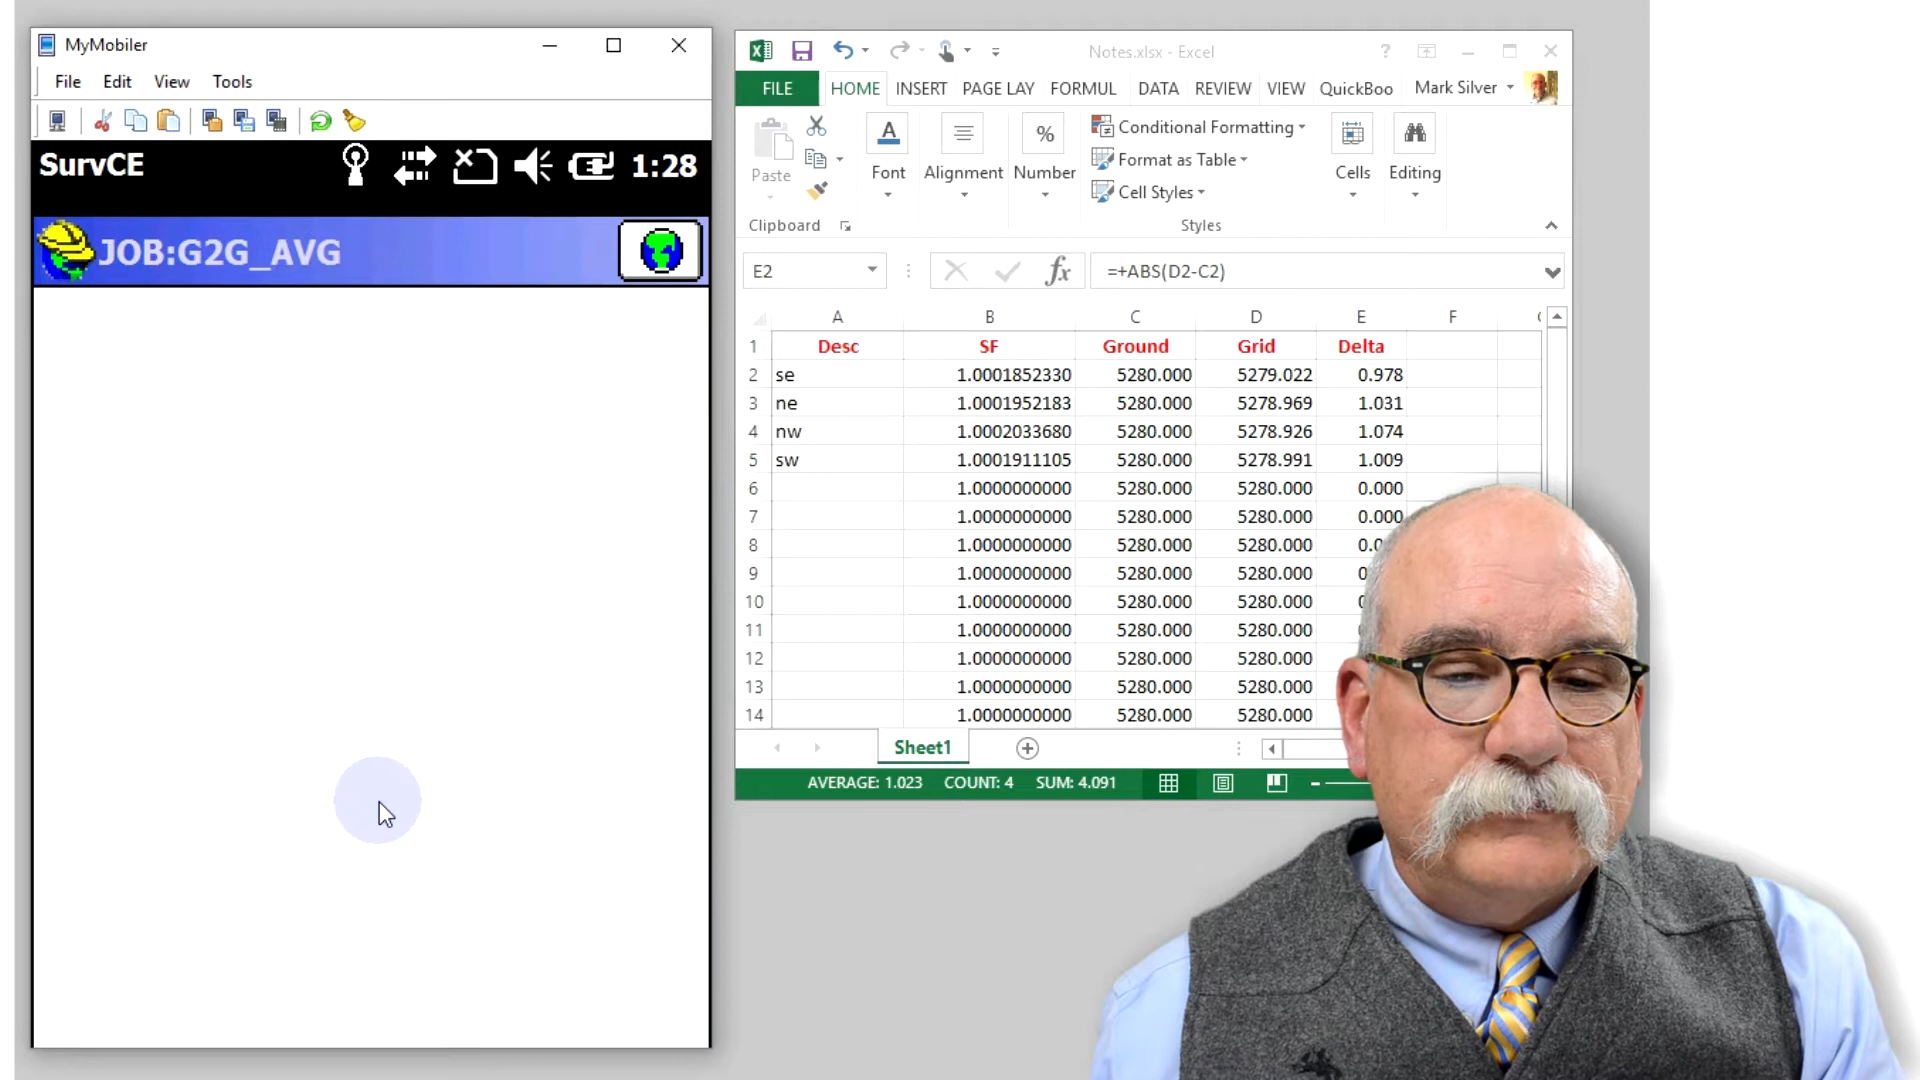 MyMobiler
File Edit View Tools
SurvCE 1:28
JOB:G2G_AVG
Notes.xlsx - Excel ?
FILE HOME INSERT PAGE LAY FORMUL DATA REVIEW VIEW QuickBoo Mark Silver
Paste Font Alignment % Number Conditional Formatting Format as Table Cell Styles Cells Editing
Clipboard Styles
E2 fx =+ABS(D2-C2)
A B C D E F
1 Desc SF Ground Grid Delta
2 se 1.0001852330 5280.000 5279.022 0.978
3 ne 1.0001952183 5280.000 5278.969 1.031
4 nw 1.0002033680 5280.000 5278.926 1.074
5 sw 1.0001911105 5280.000 5278.991 1.009
6 1.0000000000 5280.000 5280.000 0.000
7 1.0000000000 5280.000 5280.000 0.000
8 1.0000000000 5280.000 5280.000
9 1.0000000000 5280.000 5280.000
10 1.0000000000 5280.000 5280.000
11 1.0000000000 5280.000 5280.000
12 1.0000000000 5280.000 5280.000
13 1.0000000000 5280.000 5280.000
14 1.0000000000 5280.000 5280.000
Sheet1
AVERAGE: 1.023 COUNT: 4 SUM: 4.091